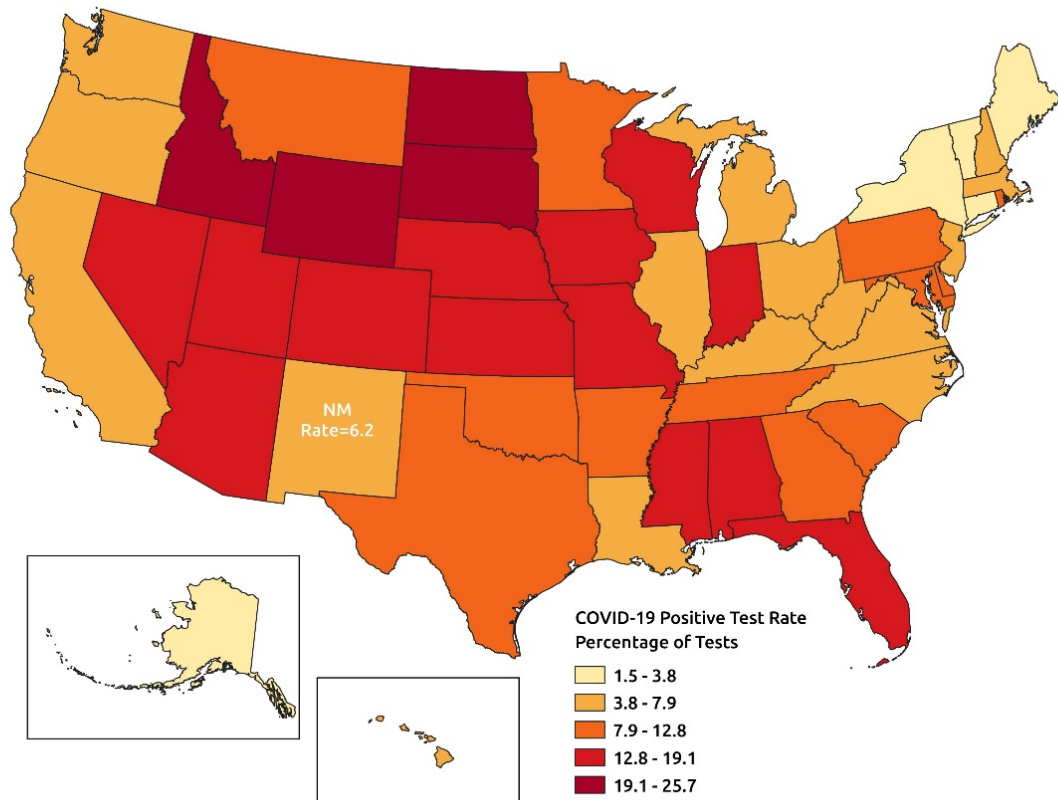 NM
Rate=6.2
COVID-19 Positive Test Rate
Percentage of Tests
1.5 - 3.8
3.8 - 7.9
7.9 - 12.8
12.8 - 19.1
19.1 - 25.7